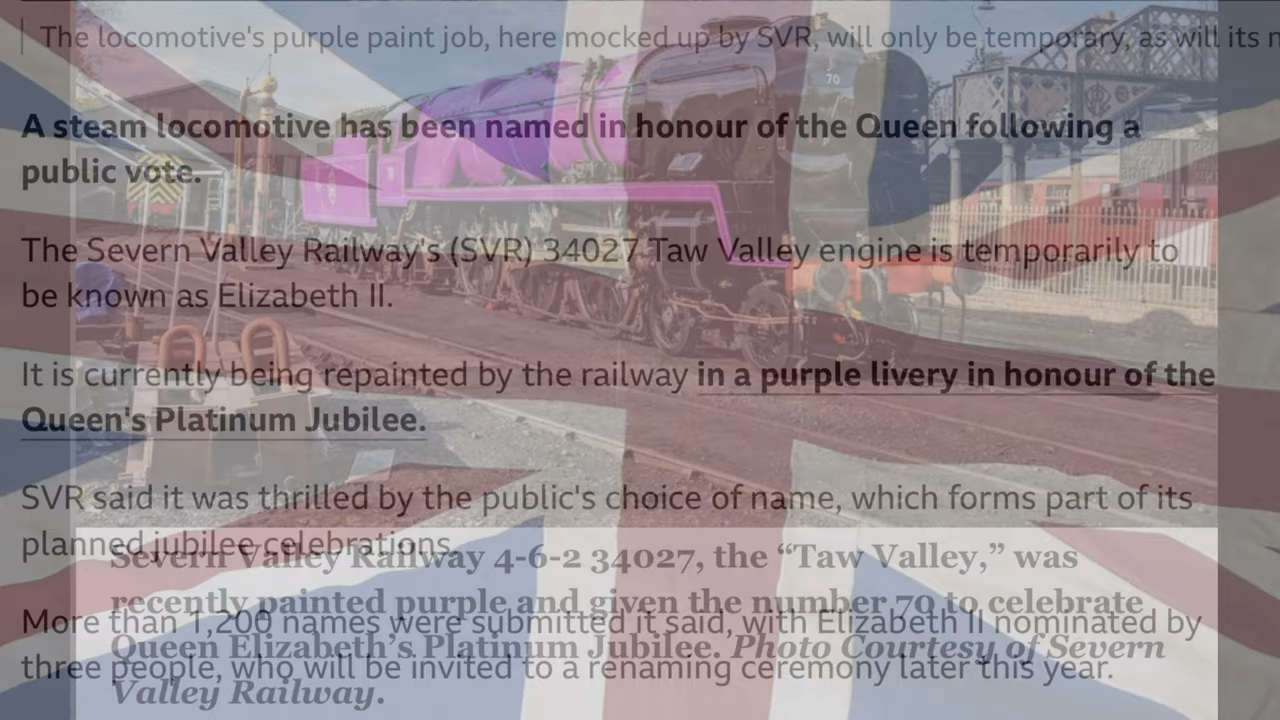 The locomotive's purple paint job, here mocked up by SVR, will only be temporary, as will its
70
A steam locomotive has been named in honour of the Queen following a
public vote.
The Severn Valley Railway's (SVR) 34027 Taw Valley engine is temporarily to
be known as Elizabeth II.
It is currently being repainted by the railway in a purple livery in honour of the
Queen's Platinum Jubilee.
SVR said it was thrilled by the public's choice of name, which forms part of its
planned jubilee celebrations.
More than 1,200 names were submitted it said, with Elizabeth II nominated by
three people, who will be invited to a renaming ceremony later this year.
Severn Valley Railway 4-6-2 34027, the “Taw Valley,” was
recently painted purple and given the number 70 to celebrate
Queen Elizabeth’s Platinum Jubilee. Photo Courtesy of Severn
Valley Railway.